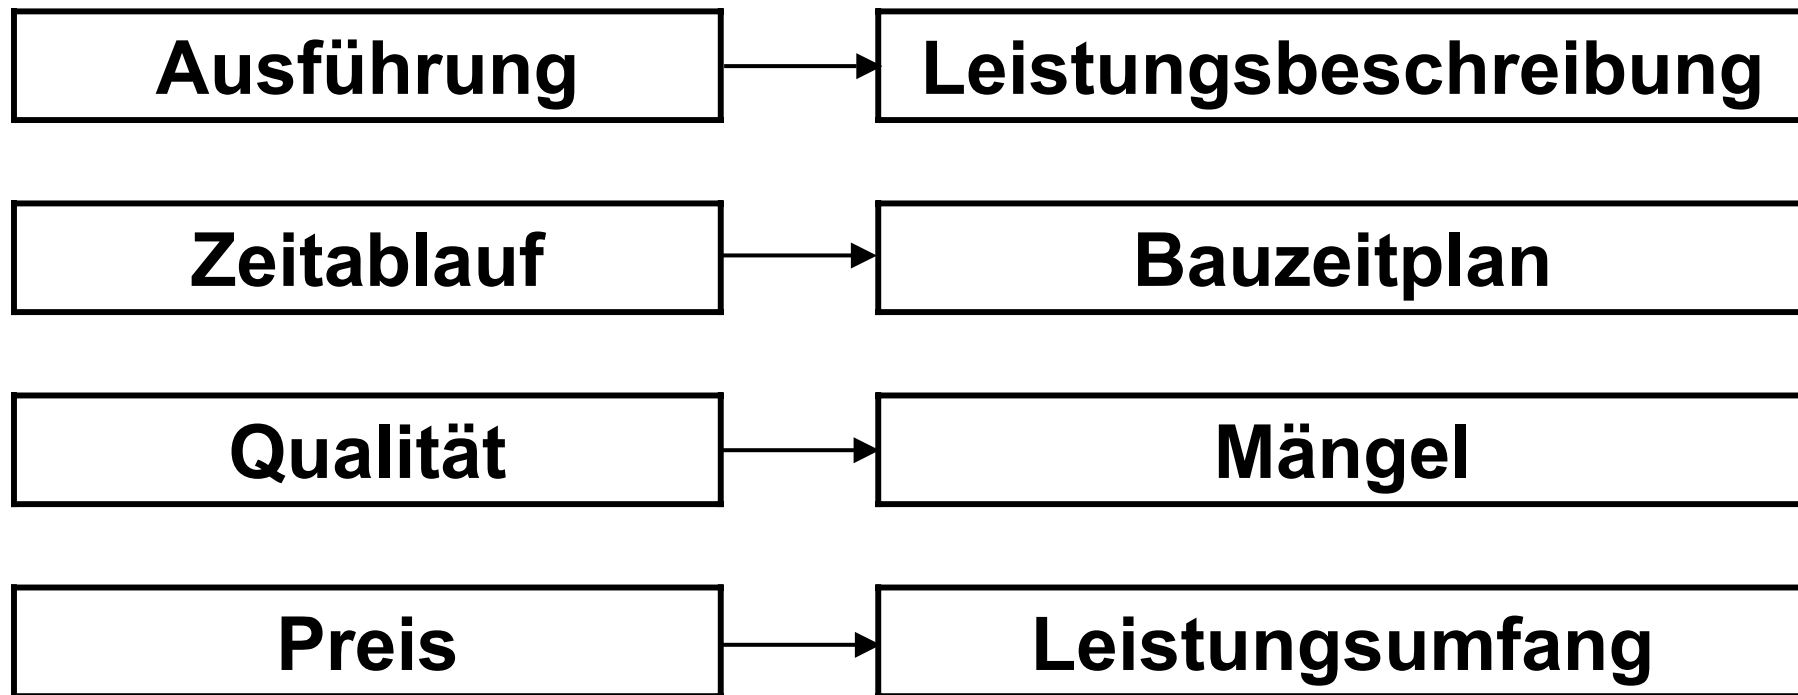 Ausführung Leistungsbeschreibung
Zeitablauf Bauzeitplan
Qualität Mängel
Preis Leistungsumfang